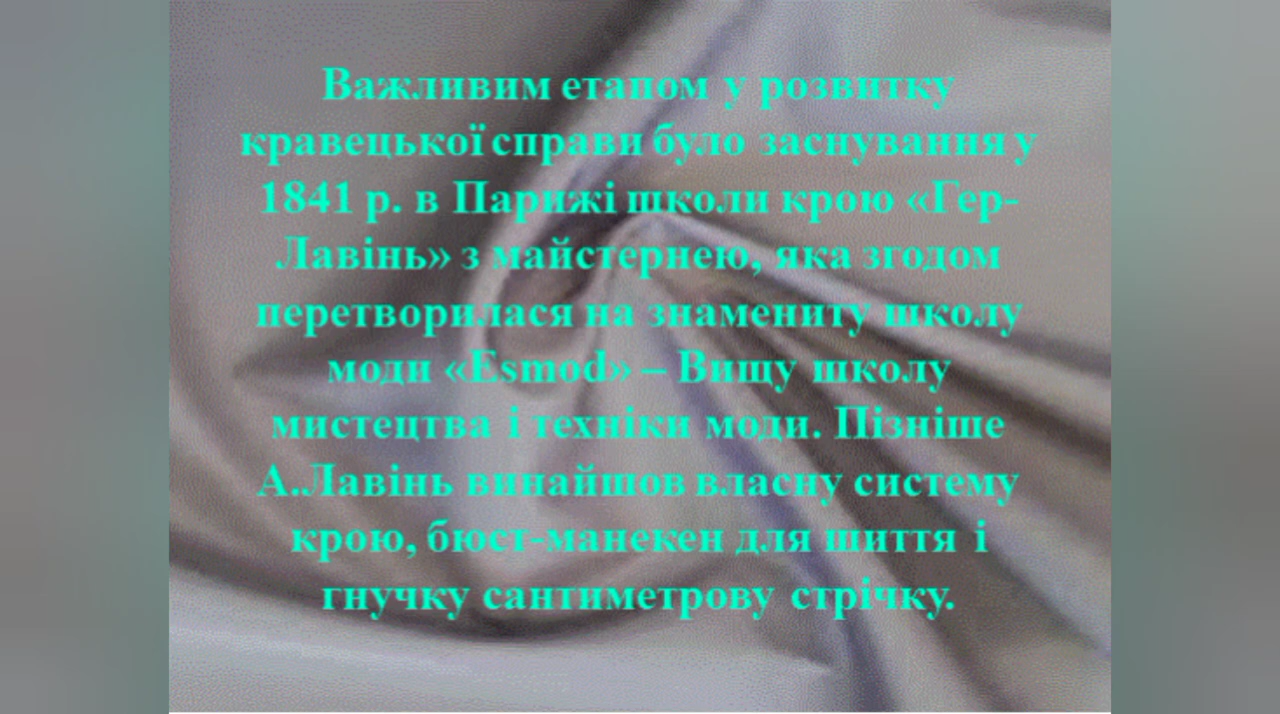 Важливим етапом у розвитку
кравецької справи було заснування у
1841 р. в Парижі школи крою «Гер-
Лавінь» з майстернею, яка згодом
перетворилася на знамениту школу
моди «Esmod» – Вищу школу
мистецтва і техніки моди. Пізніше
А.Лавінь винайшов власну систему
крою, бюст-манекен для шиття і
гнучку сантиметрову стрічку.